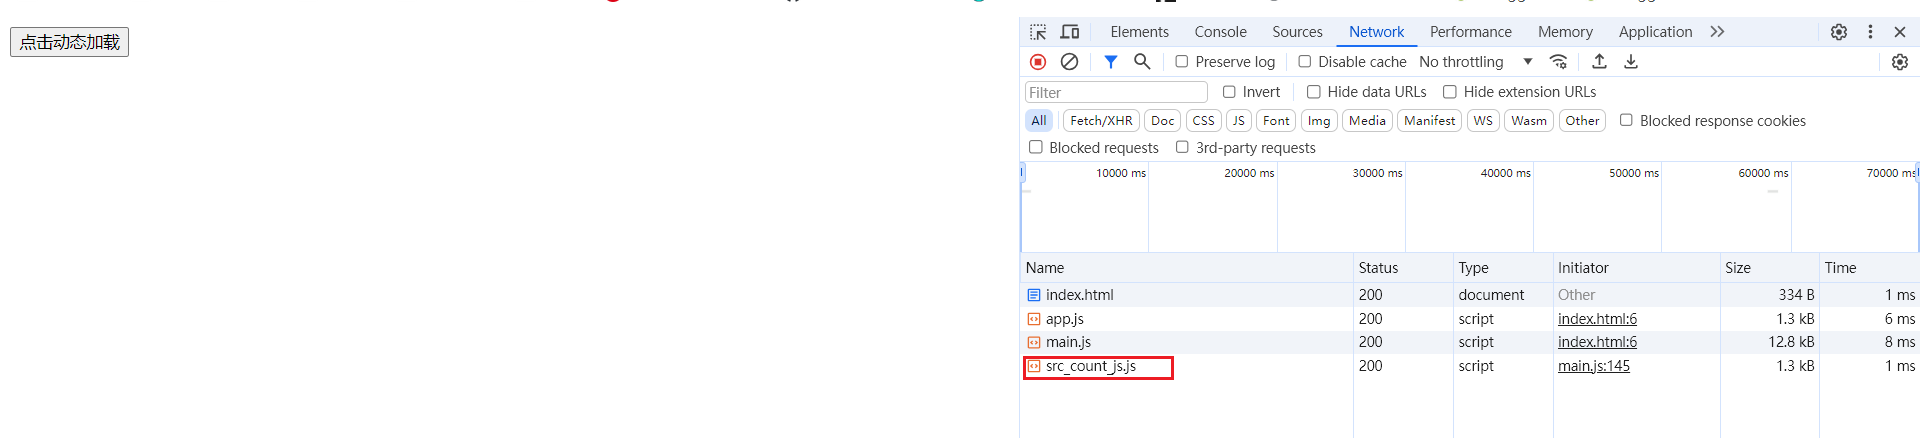 点击动态加载
Elements Console Sources Network Performance Memory Application
Preserve log Disable cache No throttling
Filter Invert Hide data URLs Hide extension URLs
All Fetch/XHR Doc CSS JS Font Img Media Manifest WS Wasm Other Blocked response cookies
Blocked requests 3rd-party requests
10000 ms 20000 ms 30000 ms 40000 ms 50000 ms 60000 ms 70000 ms
Name Status Type Initiator Size Time
index.html 200 document Other 334 B 1 ms
app.js 200 script index.html:6 1.3 kB 6 ms
main.js 200 script index.html:6 12.8 kB 8 ms
src_count_js.js 200 script main.js:145 1.3 kB 1 ms